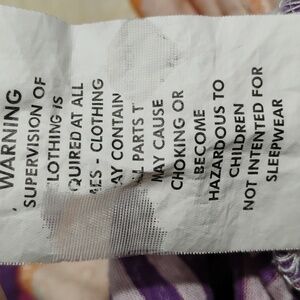 WARNING
SUPERVISION OF
LOTHING IS
QUIRED AT ALL
MES - CLOTHING
AY CONTAIN
L PARTS T
MAY CAUSE
CHOKING OR
BECOME
HAZARDOUS TO
CHILDREN
NOT INTENTED FOR
SLEEPWEAR